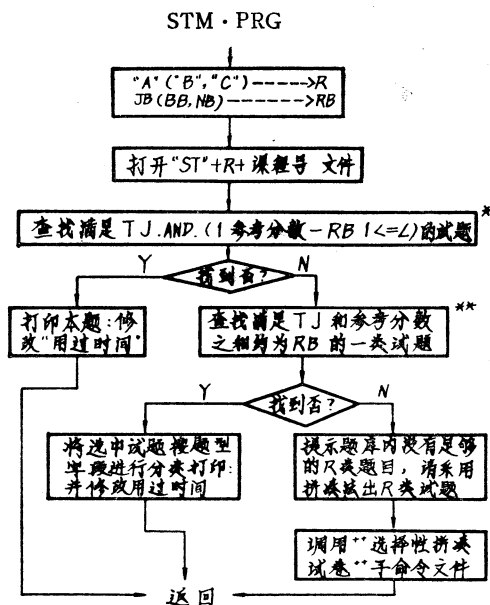 STM·PRG
"A"("B","C")------>R
JB(BB,NB)------->RB
打开"ST"+R+课程号 文件
*
查找满足TJ.AND.(1参考分数-RB 1<=L)的试题
Y
找到否?
N
打印本题:修
改"用过时间"
**
查找满足TJ和参考分数
之和约为RB的一类试题
Y
找到否?
N
将选中试题按题型
字段进行分类打印:
并修改用过时间
提示题库内没有足够
的R类题目,请采用
拼凑法出R类试题
调用"选择性拼凑
试卷"子命令文件
返回